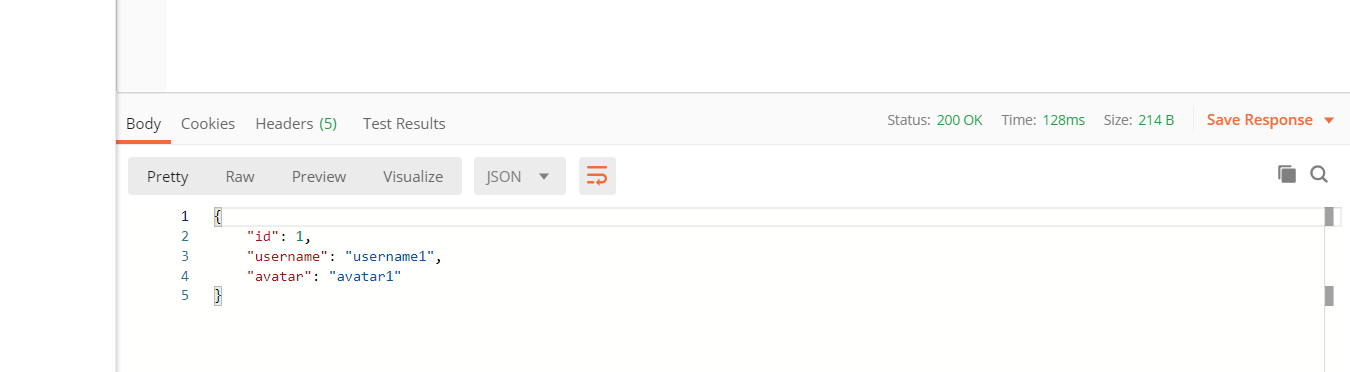 Body Cookies Headers (5) Test Results Status: 200 OK Time: 128ms Size: 214 B Save Response
Pretty Raw Preview Visualize JSON
1 {
2 "id": 1,
3 "username": "username1",
4 "avatar": "avatar1"
5 }